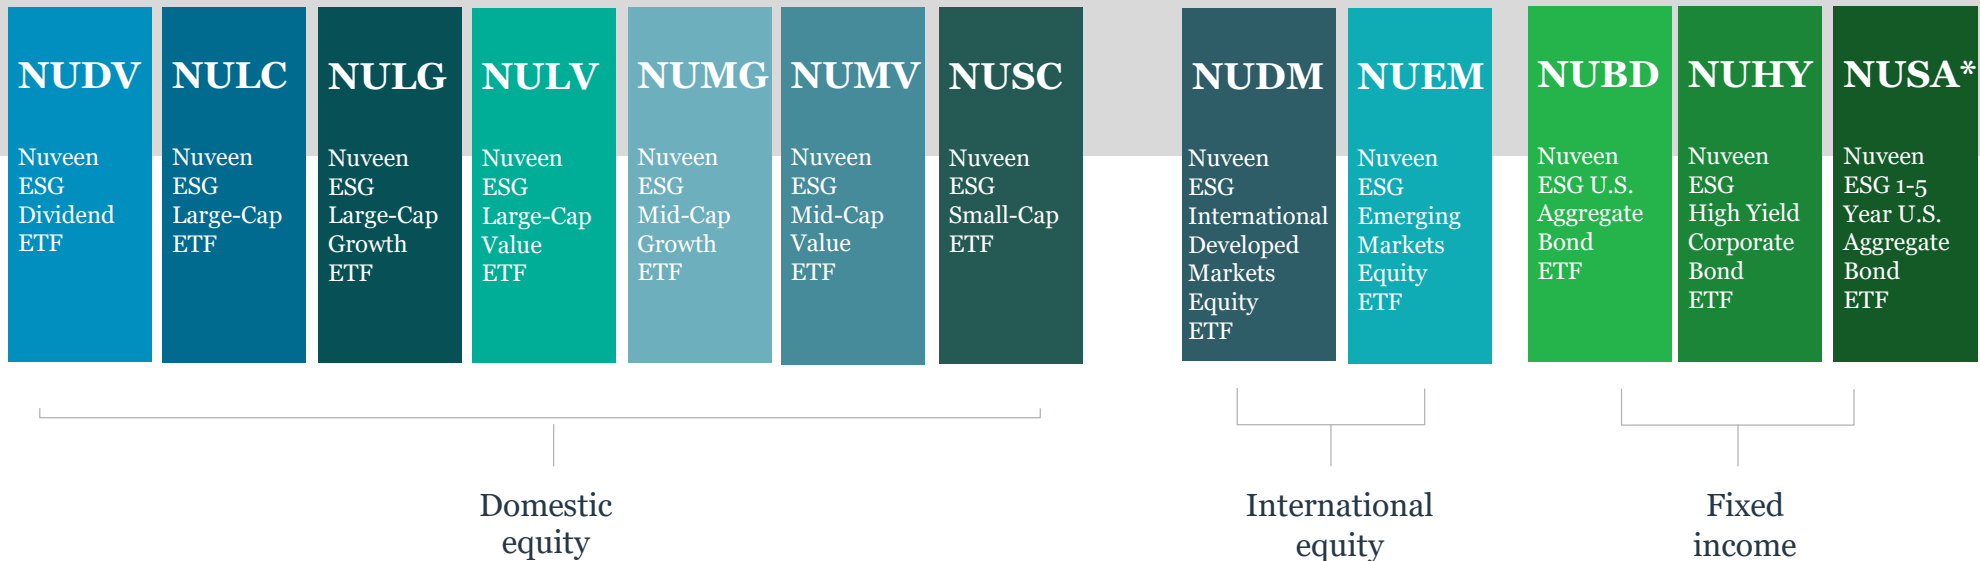 NUDV
Nuveen
ESG
Dividend
ETF
NULC
Nuveen
ESG
Large-Cap
ETF
NULG
Nuveen
ESG
Large-Cap
Growth
ETF
NULV
Nuveen
ESG
Large-Cap
Value
ETF
NUMG
Nuveen
ESG
Mid-Cap
Growth
ETF
NUMV
Nuveen
ESG
Mid-Cap
Value
ETF
NUSC
Nuveen
ESG
Small-Cap
ETF
Domestic
equity
NUDM
Nuveen
ESG
International
Developed
Markets
Equity
ETF
NUEM
Nuveen
ESG
Emerging
Markets
Equity
ETF
International
equity
NUBD
Nuveen
ESG U.S.
Aggregate
Bond
ETF
NUHY
Nuveen
ESG
High Yield
Corporate
Bond
ETF
NUSA*
Nuveen
ESG 1-5
Year U.S.
Aggregate
Bond
ETF
Fixed
income